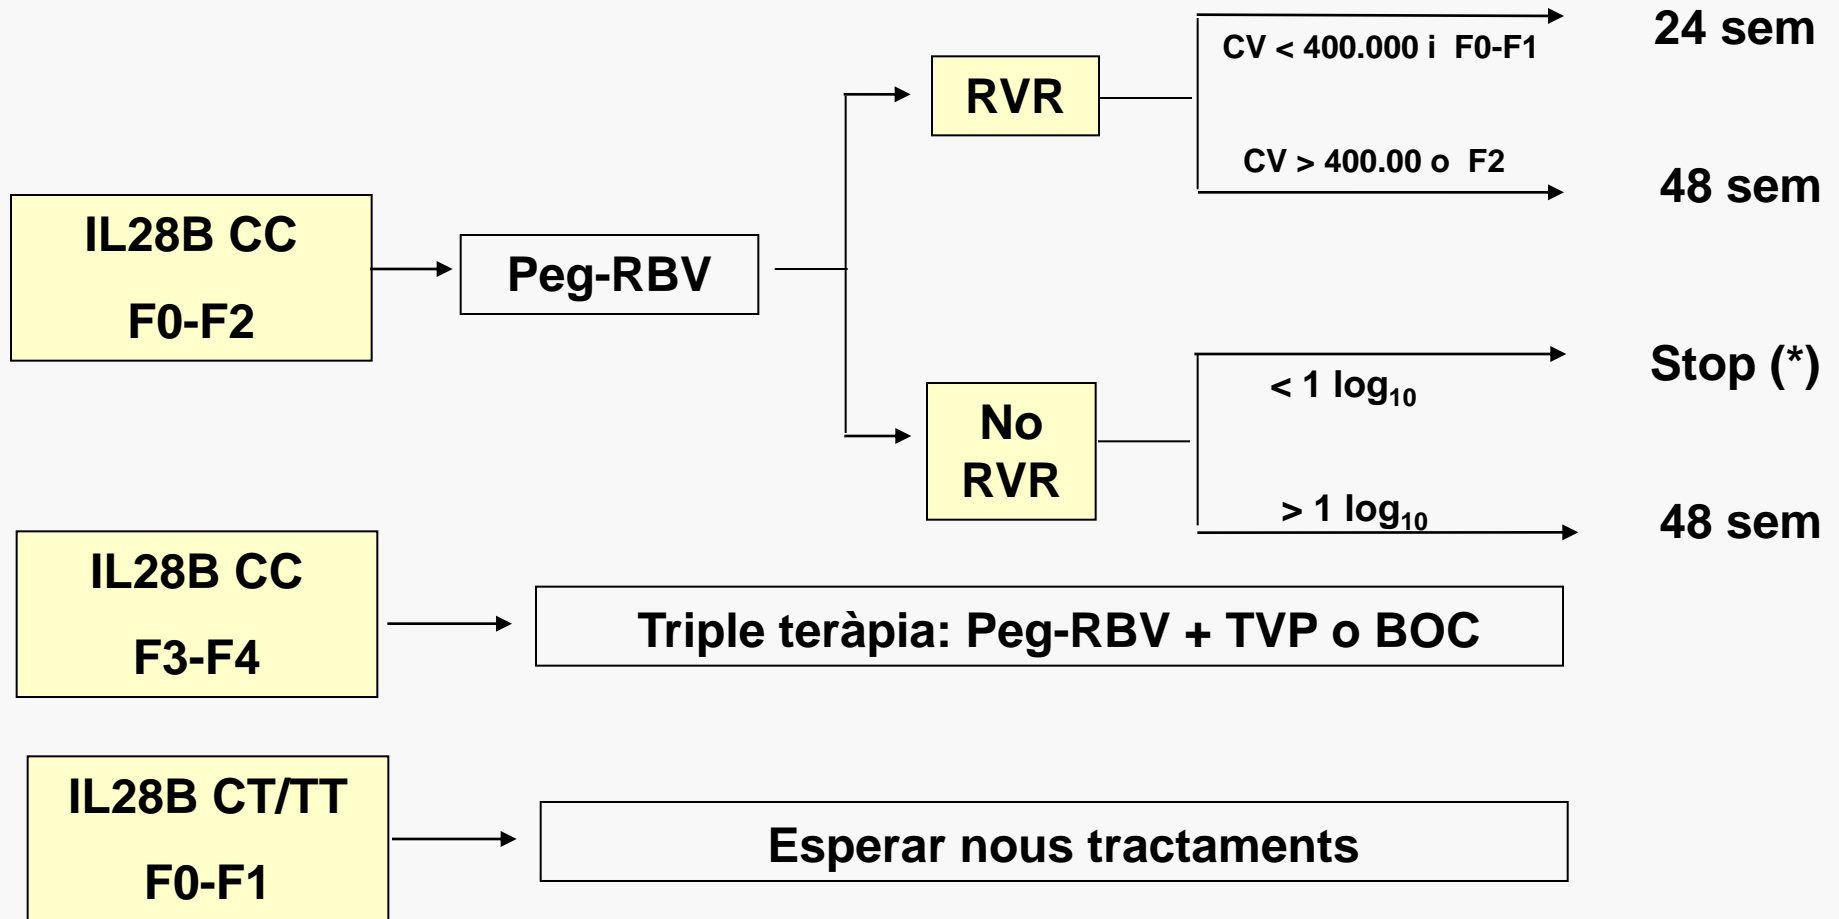 24 sem
CV < 400.000 i F0-F1
RVR
CV > 400.00 o F2
48 sem
IL28B CC
F0-F2
Peg-RBV
Stop (*)
< 1 log10
No
RVR
> 1 log10
48 sem
IL28B CC
F3-F4
Triple teràpia: Peg-RBV + TVP o BOC
IL28B CT/TT
F0-F1
Esperar nous tractaments